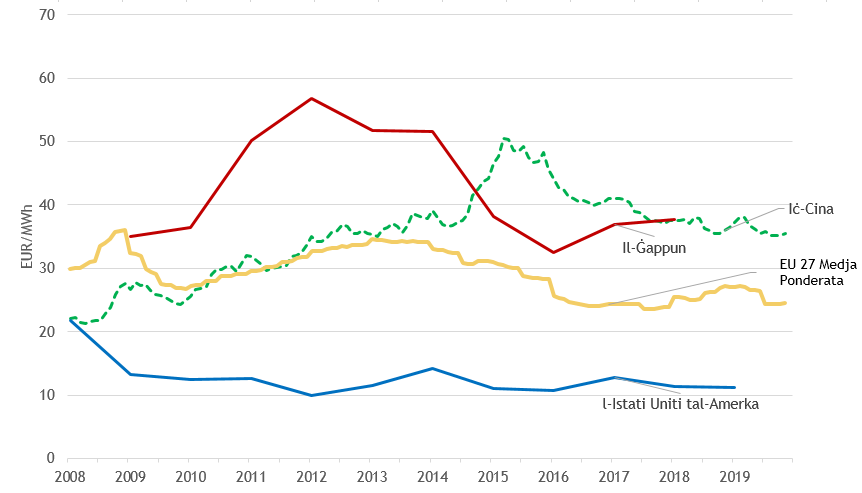 70
60
50
40
30
20
10
0
EUR/MWh
Iċ-Ċina
Il-Ġappun
EU 27 Medja
Ponderata
l-Istati Uniti tal-Amerka
2008 2009 2010 2011 2012 2013 2014 2015 2016 2017 2018 2019